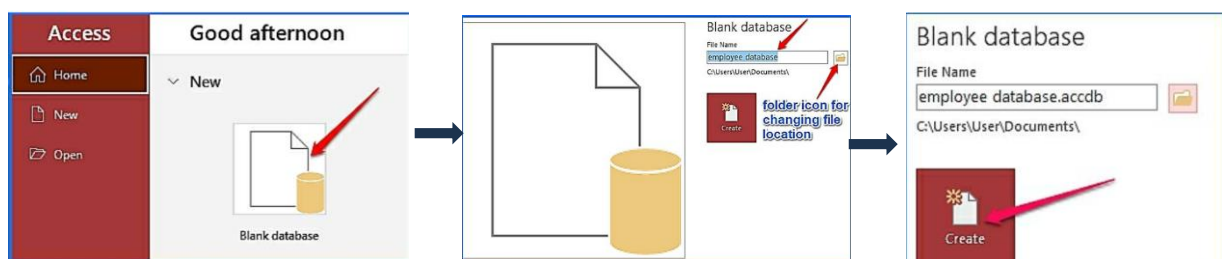 Access
Home
New
Open
Good afternoon
New
Blank database
Blank database
File Name
employee database
C:\Users\User\Documents\
Create
folder icon for
changing file
location
Blank database
File Name
employee database.accdb
C:\Users\User\Documents\
Create